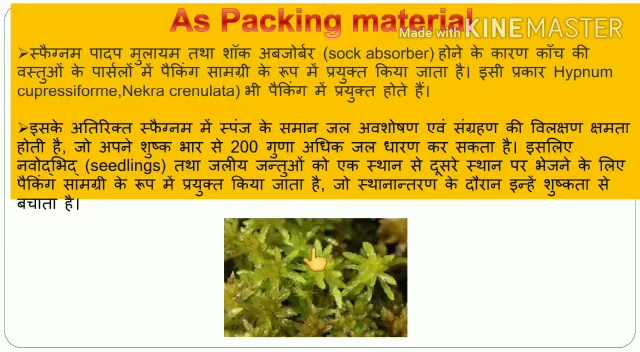 As Packing material
Made with KINEMASTER
➢स्फैग्नम पादप मुलायम तथा शॉक अबजोर्बर (sock absorber) होने के कारण काँच की
वस्तुओं के पार्सलों में पैकिंग सामग्री के रूप में प्रयुक्त किया जाता है। इसी प्रकार Hypnum
cupressiforme,Nekra crenulata) भी पैकिंग में प्रयुक्त होते हैं।
➢इसके अतिरिक्त स्फैग्नम में स्पंज के समान जल अवशोषण एवं संग्रहण की विलक्षण क्षमता
होती है, जो अपने शुष्क भार से 200 गुणा अधिक जल धारण कर सकता है। इसलिए
नवोद्भिद् (seedlings) तथा जलीय जन्तुओं को एक स्थान से दूसरे स्थान पर भेजने के लिए
पैकिंग सामग्री के रूप में प्रयुक्त किया जाता है, जो स्थानान्तरण के दौरान इन्हें शुष्कता से
बचाता है।